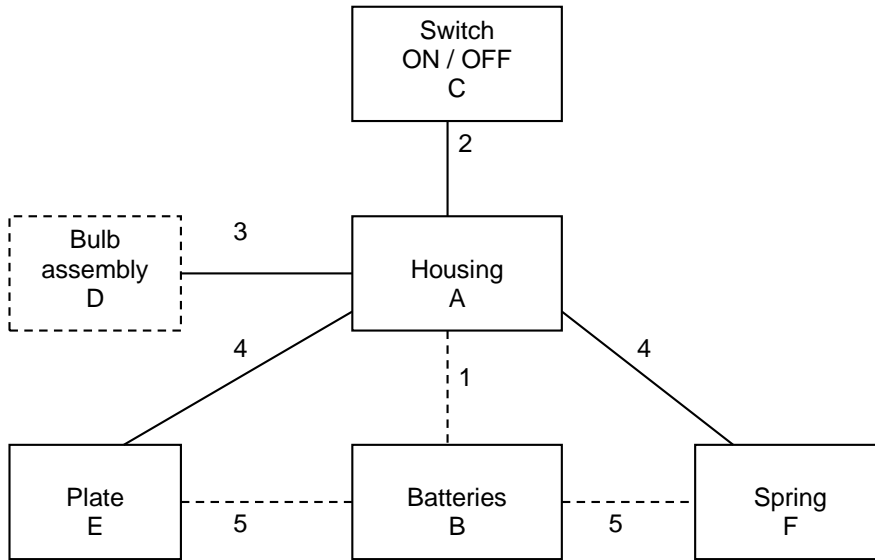 Switch
ON / OFF
C
2
Bulb
assembly
D
3
Housing
A
4
1
4
Plate
E
5
Batteries
B
5
Spring
F